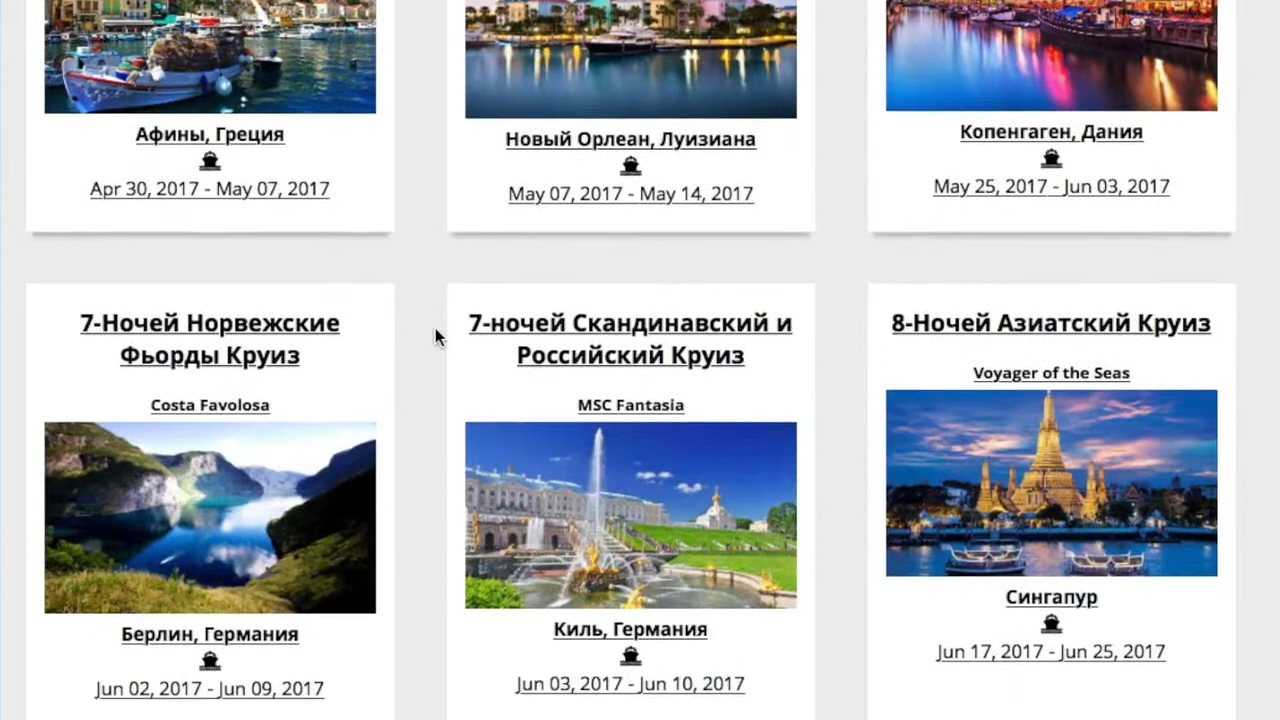 Афины, Греция
Apr 30, 2017 - May 07, 2017
Новый Орлеан, Луизиана
May 07, 2017 - May 14, 2017
Копенгаген, Дания
May 25, 2017 - Jun 03, 2017
7-Ночей Норвежские
Фьорды Круиз
Costa Favolosa
Берлин, Германия
Jun 02, 2017 - Jun 09, 2017
7-ночей Скандинавский и
Российский Круиз
MSC Fantasia
Киль, Германия
Jun 03, 2017 - Jun 10, 2017
8-Ночей Азиатский Круиз
Voyager of the Seas
Сингапур
Jun 17, 2017 - Jun 25, 2017